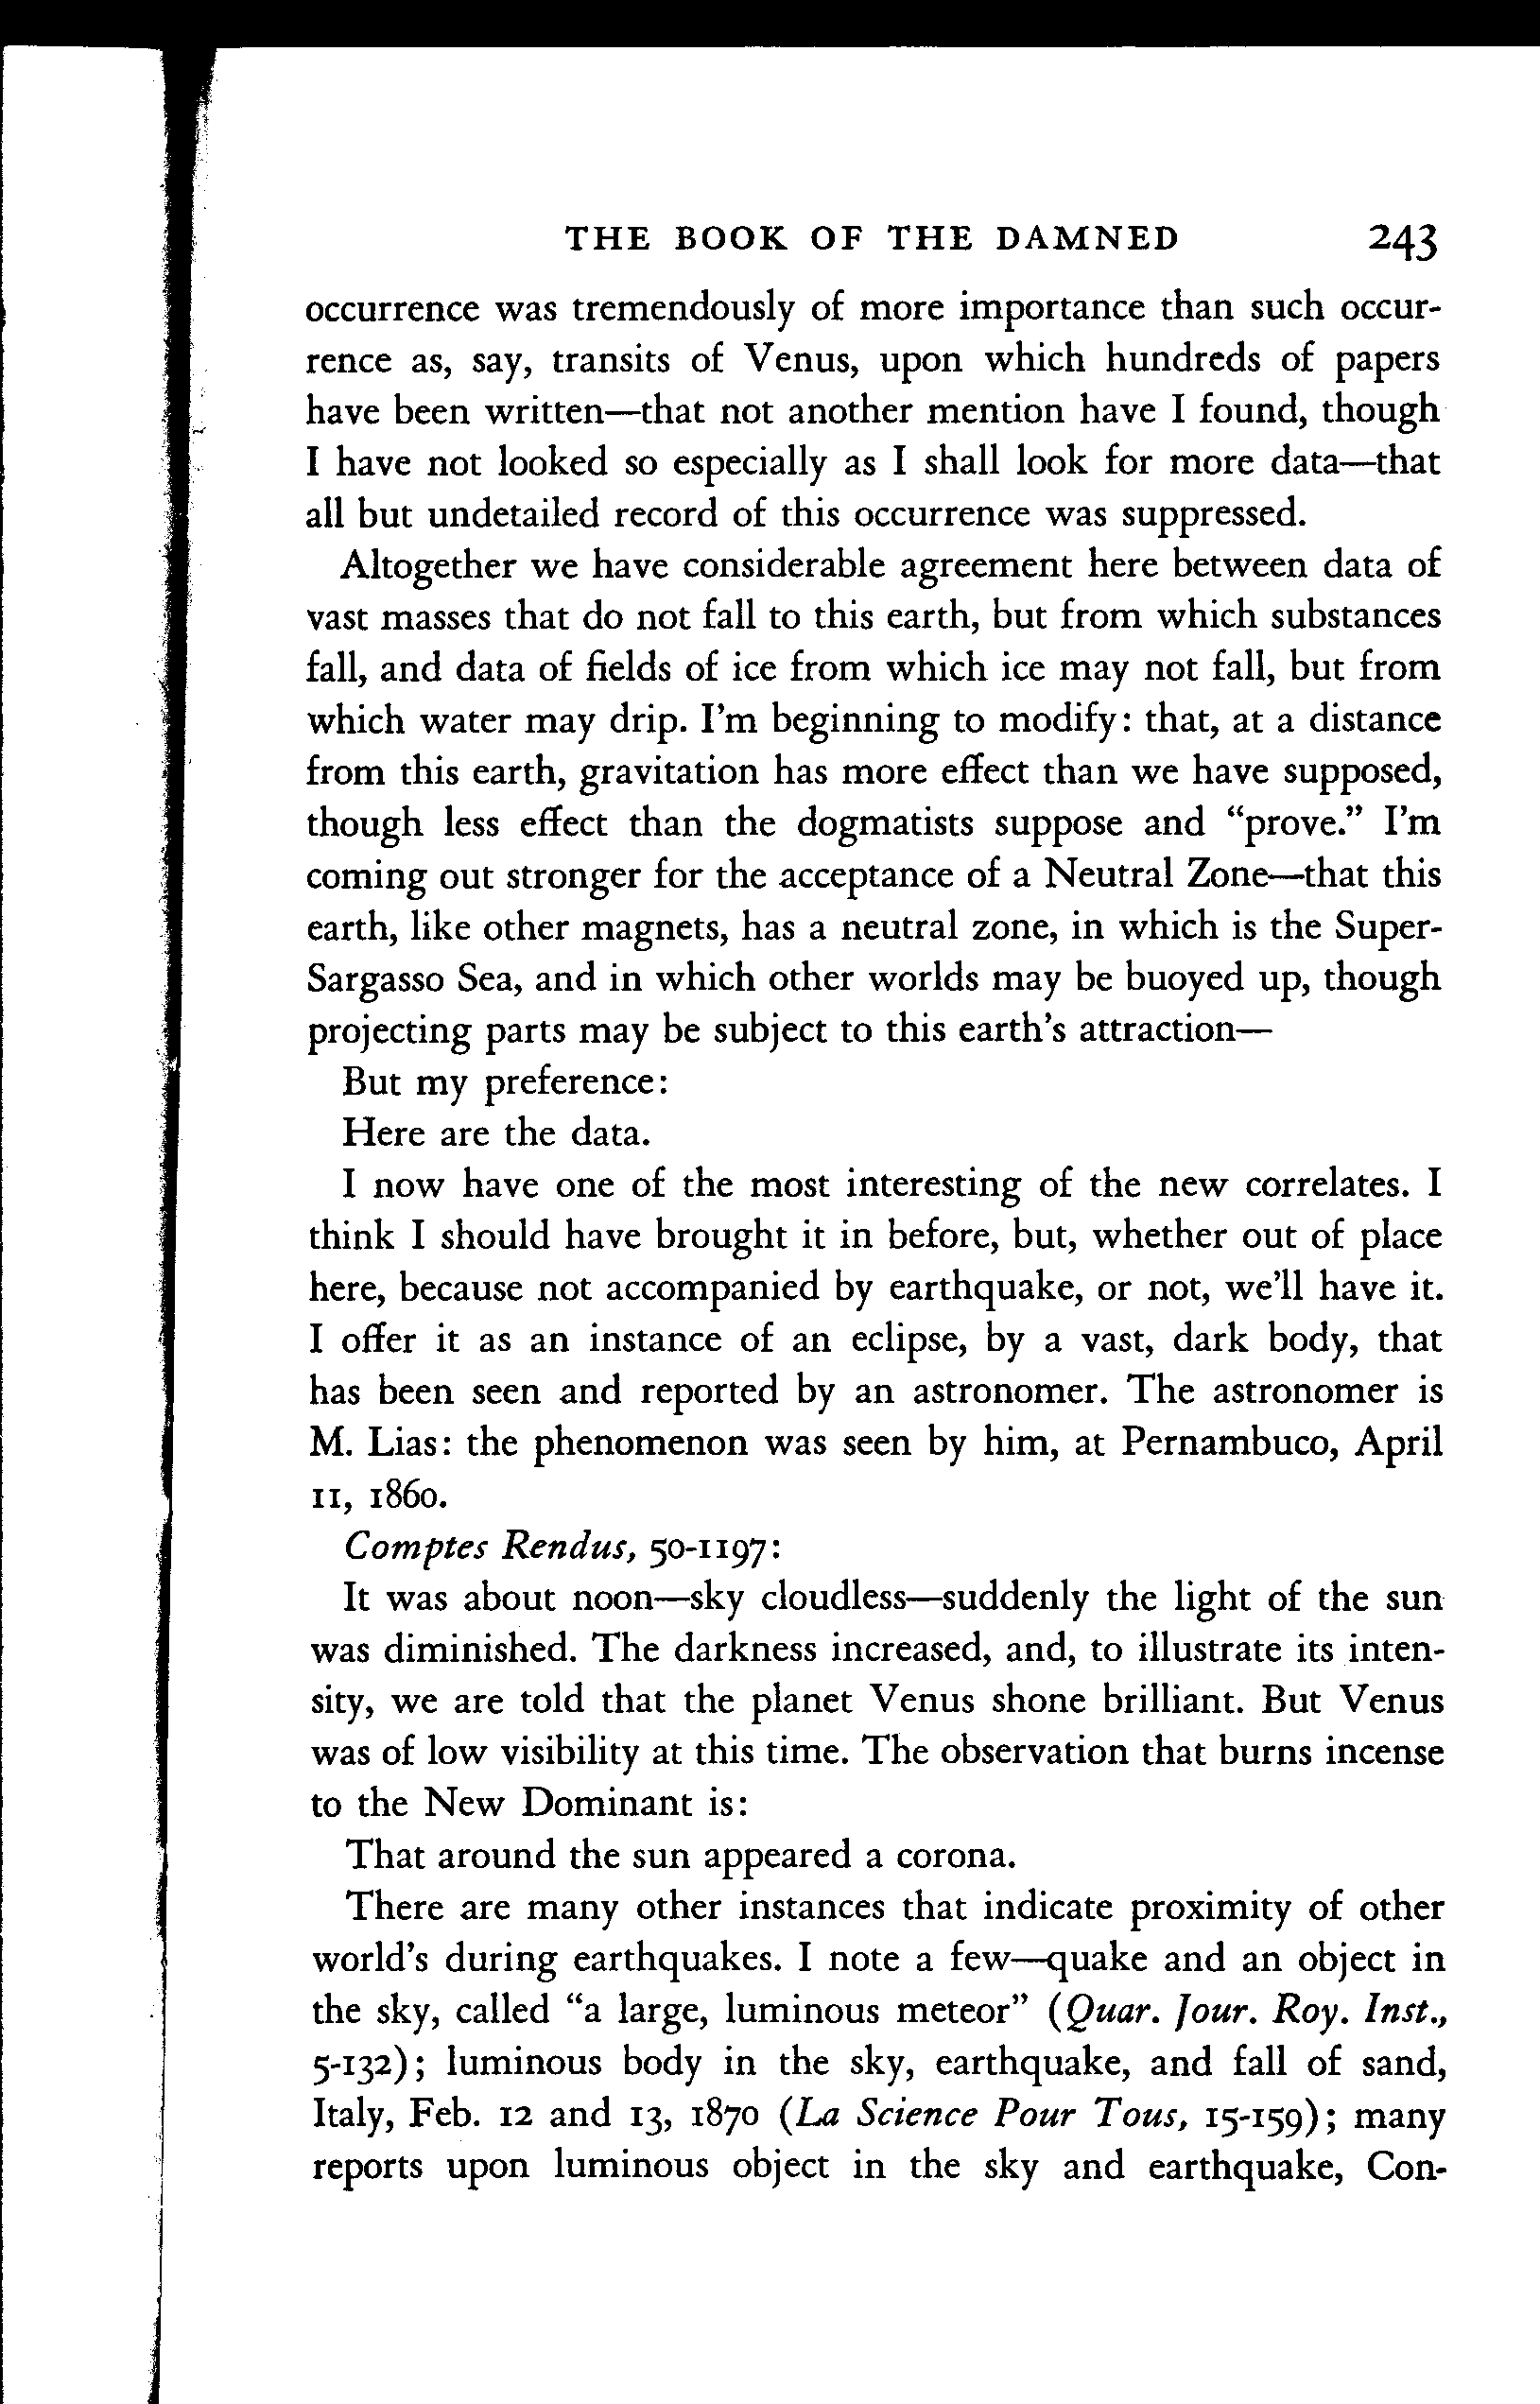 THE BOOK OF THE DAMNED 243
occurrence was tremendously of more importance than such occur-
rence as, say, transits of Venus, upon which hundreds of papers
have been written—that not another mention have I found, though
I have not looked so especially as I shall look for more data—that
all but undetailed record of this occurrence was suppressed.
Altogether we have considerable agreement here between data of
vast masses that do not fall to this earth, but from which substances
fall, and data of fields of ice from which ice may not fall, but from
which water may drip. I'm beginning to modify: that, at a distance
from this earth, gravitation has more effect than we have supposed,
though less effect than the dogmatists suppose and “prove.” I'm
coming out stronger for the acceptance of a Neutral Zone—that this
earth, like other magnets, has a neutral zone, in which is the Super-
Sargasso Sea, and in which other worlds may be buoyed up, though
projecting parts may be subject to this earth's attraction—
But my preference:
Here are the data.
I now have one of the most interesting of the new correlates. I
think I should have brought it in before, but, whether out of place
here, because not accompanied by earthquake, or not, we'll have it.
I offer it as an instance of an eclipse, by a vast, dark body, that
has been seen and reported by an astronomer. The astronomer is
M. Lias: the phenomenon was seen by him, at Pernambuco, April
11, 1860.
Comptes Rendus, 50-1197:
It was about noon—sky cloudless—suddenly the light of the sun
was diminished. The darkness increased, and, to illustrate its inten-
sity, we are told that the planet Venus shone brilliant. But Venus
was of low visibility at this time. The observation that burns incense
to the New Dominant is:
That around the sun appeared a corona.
There are many other instances that indicate proximity of other
world's during earthquakes. I note a few—quake and an object in
the sky, called “a large, luminous meteor” (Quar. Jour. Roy. Inst.,
5-132); luminous body in the sky, earthquake, and fall of sand,
Italy, Feb. 12 and 13, 1870 (La Science Pour Tous, 15-159); many
reports upon luminous object in the sky and earthquake, Con-